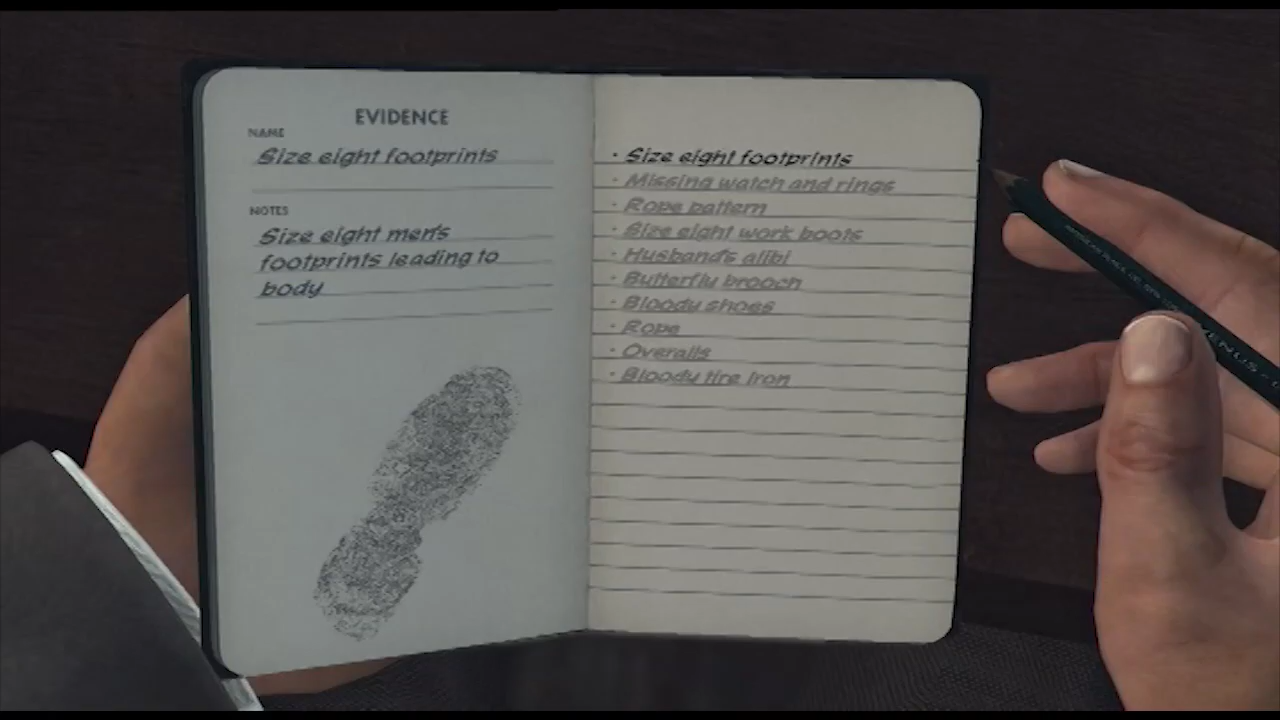 EVIDENCE
NAME
Size eight footprints
NOTES
Size eight men's
footprints leading to
body
· Size eight footprints
· Missing watch and rings
· Rope pattern
· Size eight work boots
· Husband's alibi
· Butterfly brooch
· Bloody shoes
· Rope
· Overalls
· Bloody tire iron
VENUS